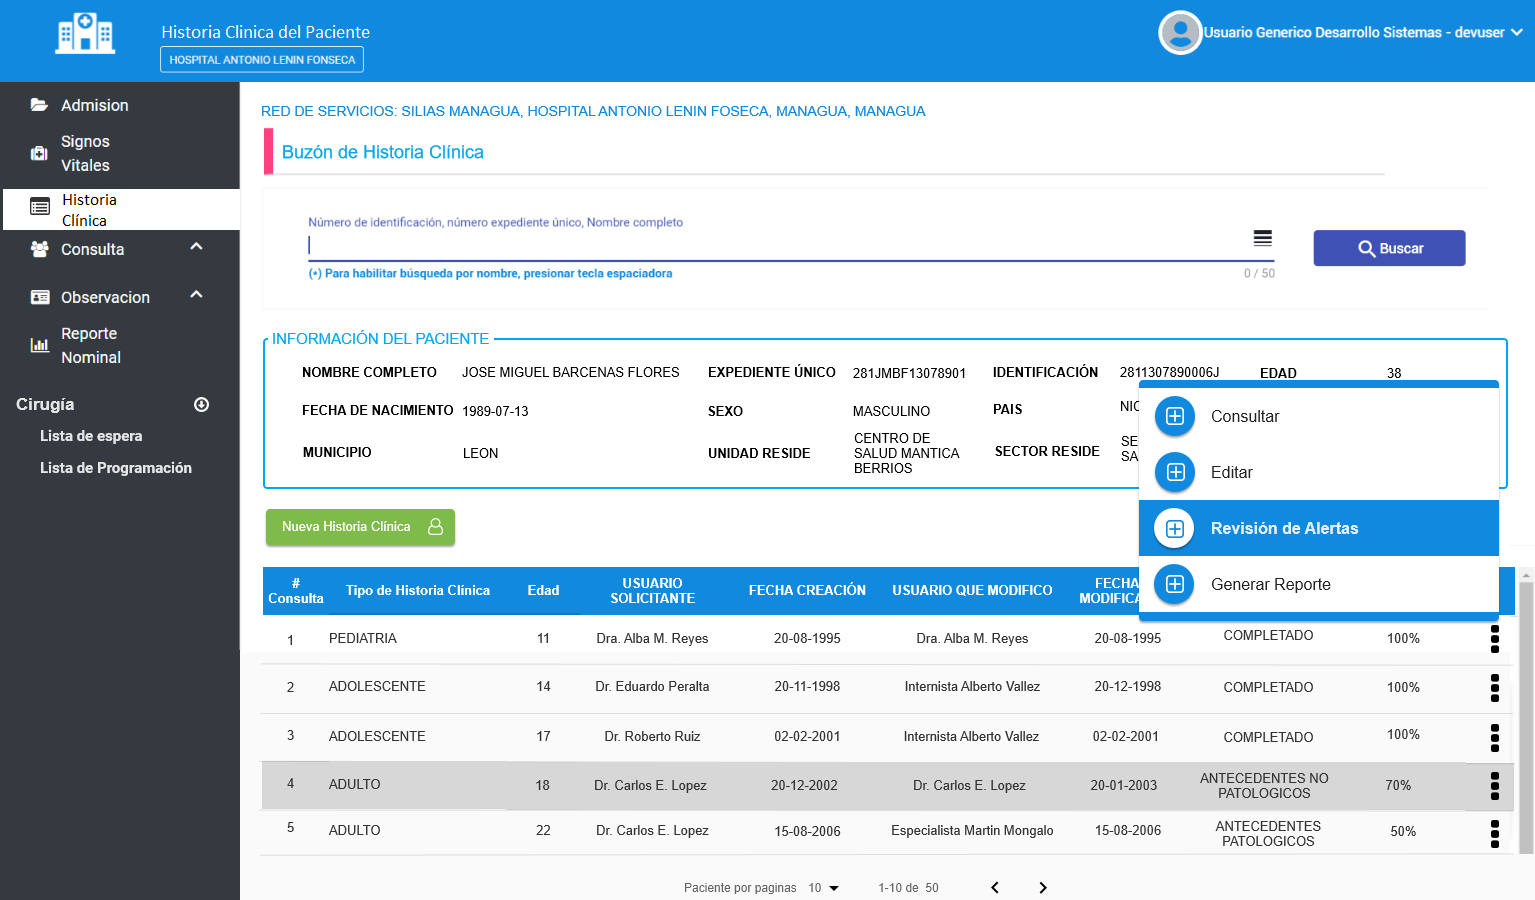 Historia Clinica del Paciente
HOSPITAL ANTONIO LENIN FONSECA
Usuario Generico Desarrollo Sistemas - devuser
Admision
Signos
Vitales
Historia
Clínica
Consulta
Observacion
Reporte
Nominal
Cirugía
Lista de espera
Lista de Programación
RED DE SERVICIOS: SILIAS MANAGUA, HOSPITAL ANTONIO LENIN FOSECA, MANAGUA, MANAGUA
Buzón de Historia Clínica
Número de identificación, número expediente único, Nombre completo
(*) Para habilitar búsqueda por nombre, presionar tecla espaciadora
0 / 50
Buscar
INFORMACIÓN DEL PACIENTE
NOMBRE COMPLETO JOSE MIGUEL BARCENAS FLORES EXPEDIENTE ÚNICO 281JMBF13078901 IDENTIFICACIÓN 2811307890006J EDAD 38
FECHA DE NACIMIENTO 1989-07-13 SEXO MASCULINO PAIS NIC
MUNICIPIO LEON UNIDAD RESIDE CENTRO DE SALUD MANTICA BERRIOS SECTOR RESIDE SE SA
Consultar
Editar
Revisión de Alertas
Generar Reporte
Nueva Historia Clínica
# Consulta Tipo de Historia Clínica Edad USUARIO SOLICITANTE FECHA CREACIÓN USUARIO QUE MODIFICO FECHA MODIFICA
1 PEDIATRIA 11 Dra. Alba M. Reyes 20-08-1995 Dra. Alba M. Reyes 20-08-1995 COMPLETADO 100%
2 ADOLESCENTE 14 Dr. Eduardo Peralta 20-11-1998 Internista Alberto Vallez 20-12-1998 COMPLETADO 100%
3 ADOLESCENTE 17 Dr. Roberto Ruiz 02-02-2001 Internista Alberto Vallez 02-02-2001 COMPLETADO 100%
4 ADULTO 18 Dr. Carlos E. Lopez 20-12-2002 Dr. Carlos E. Lopez 20-01-2003 ANTECEDENTES NO PATOLOGICOS 70%
5 ADULTO 22 Dr. Carlos E. Lopez 15-08-2006 Especialista Martin Mongalo 15-08-2006 ANTECEDENTES PATOLOGICOS 50%
Paciente por paginas 10 1-10 de 50